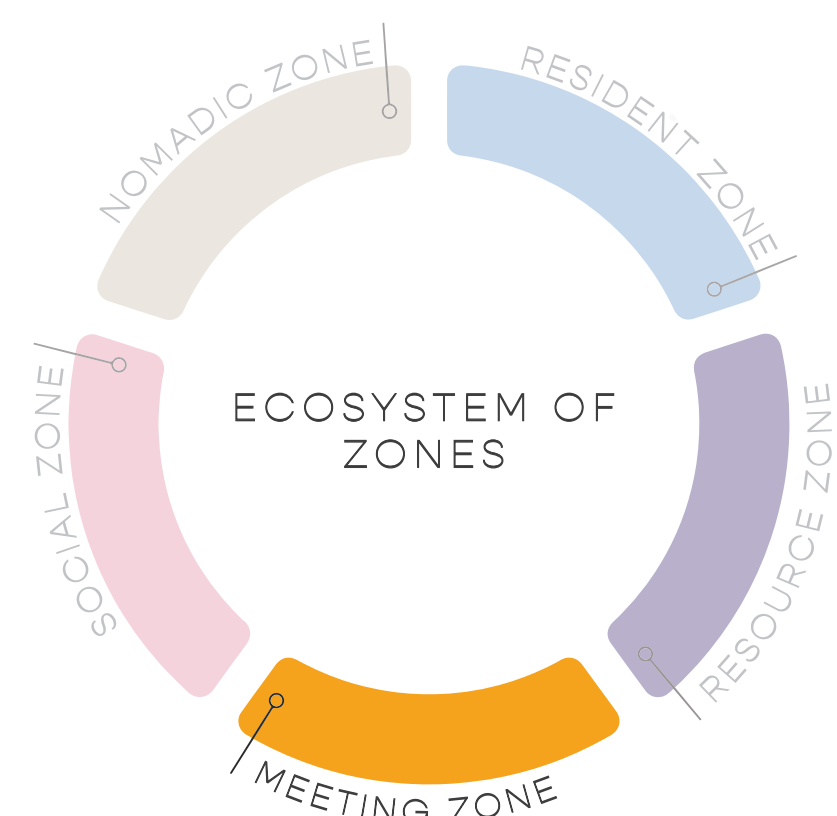 NOMADIC ZONE
RESIDENT ZONE
ECOSYSTEM OF
ZONES
SOCIAL ZONE
RESOURCE ZONE
MEETING ZONE